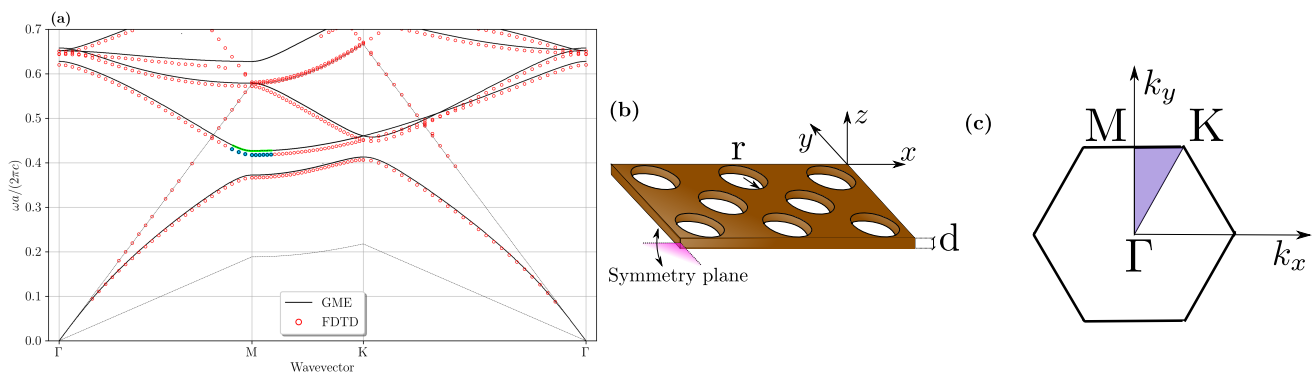 (a)
0.7
0.6
0.5
0.4
0.3
0.2
0.1
0.0
ωa/(2πc)
GME
FDTD
Γ
M
K
Γ
Wavevector
(b)
r
z
y
x
d
Symmetry plane
(c)
k_y
M
K
Γ
k_x